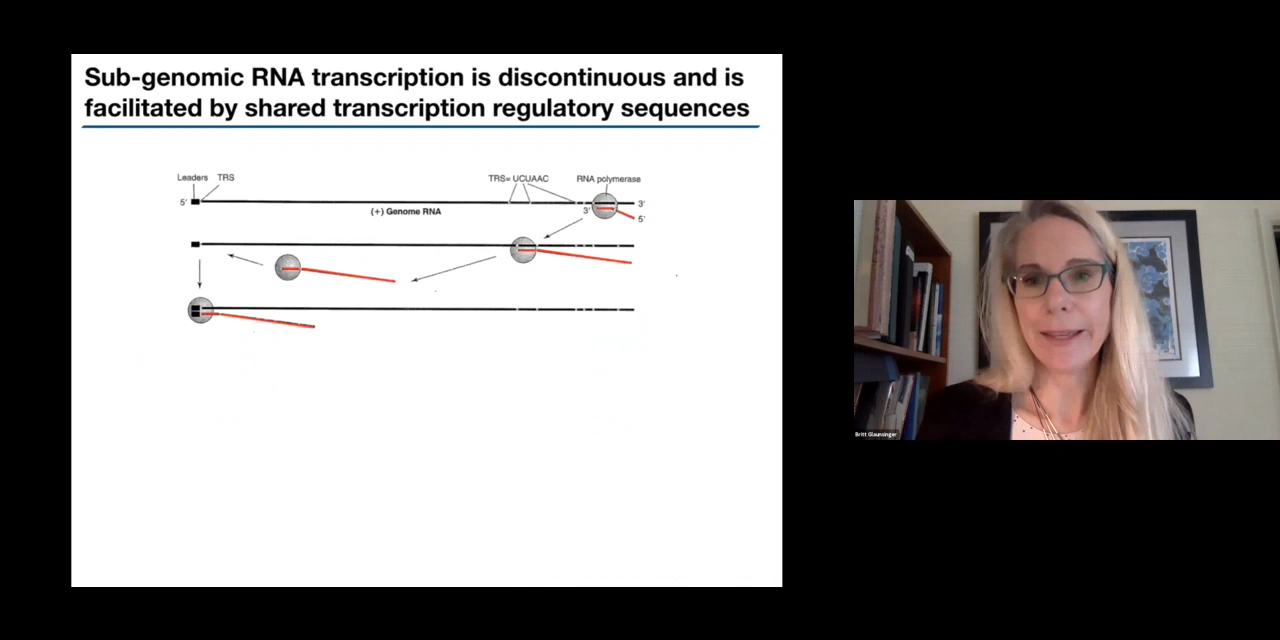 Sub-genomic RNA transcription is discontinuous and is
facilitated by shared transcription regulatory sequences
Leaders TRS TRS= UCUAAC RNA polymerase
5' 3'
(+) Genome RNA 3' 5'
Britt Glaunsinger